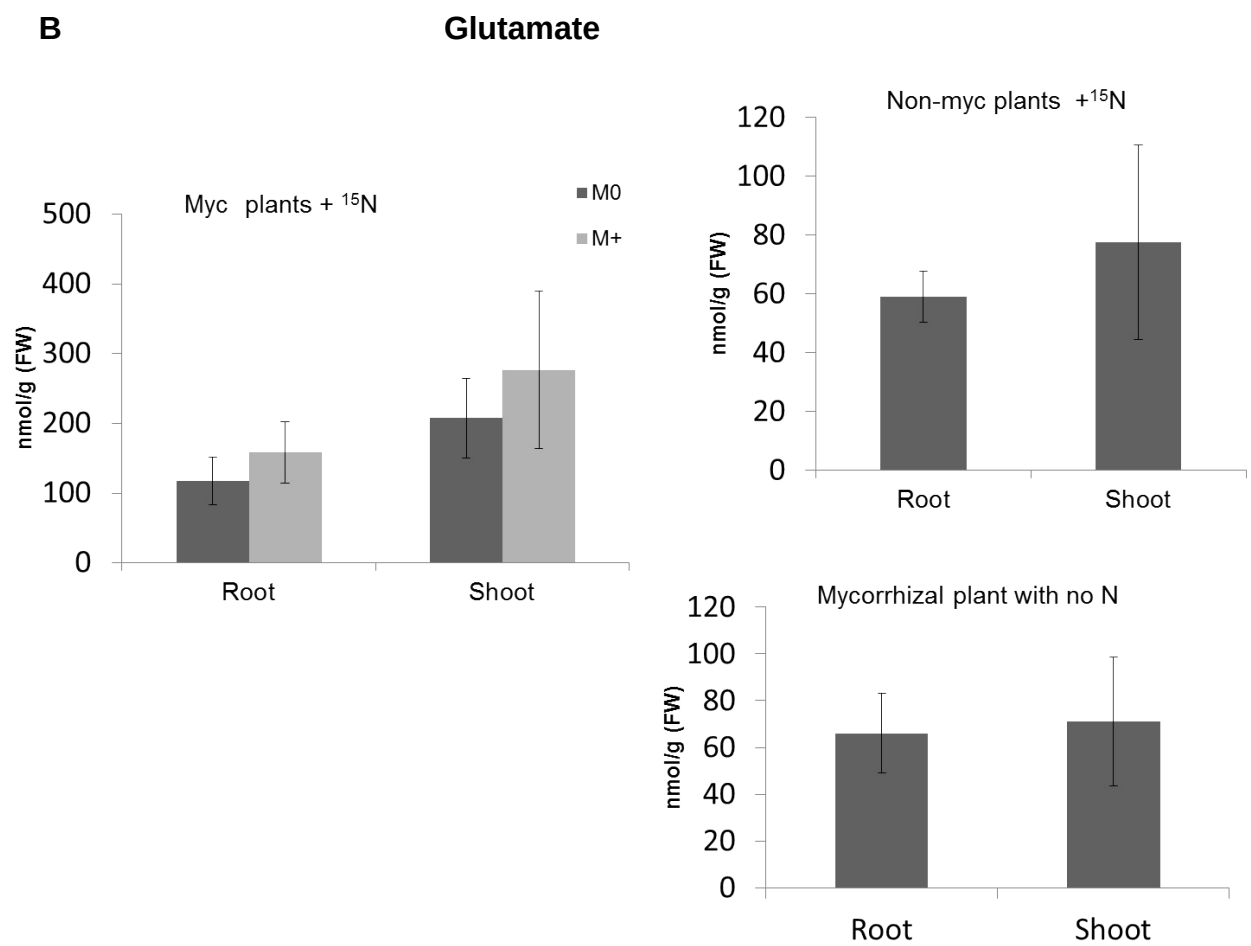 B
Glutamate
Myc plants + ¹⁵N
M0
M+
500
400
300
200
100
0
nmol/g (FW)
Root
Shoot
Non-myc plants +¹⁵N
120
100
80
60
40
20
0
nmol/g (FW)
Root
Shoot
Mycorrhizal plant with no N
120
100
80
60
40
20
0
nmol/g (FW)
Root
Shoot